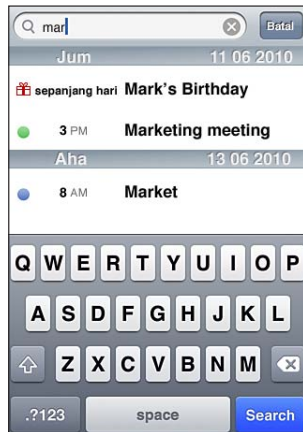 mar Batal
Jum 11 06 2010
sepanjang hari Mark's Birthday
3 PM Marketing meeting
Aha 13 06 2010
8 AM Market
Q W E R T Y U I O P
A S D F G H J K L
Z X C V B N M
.?123 space Search